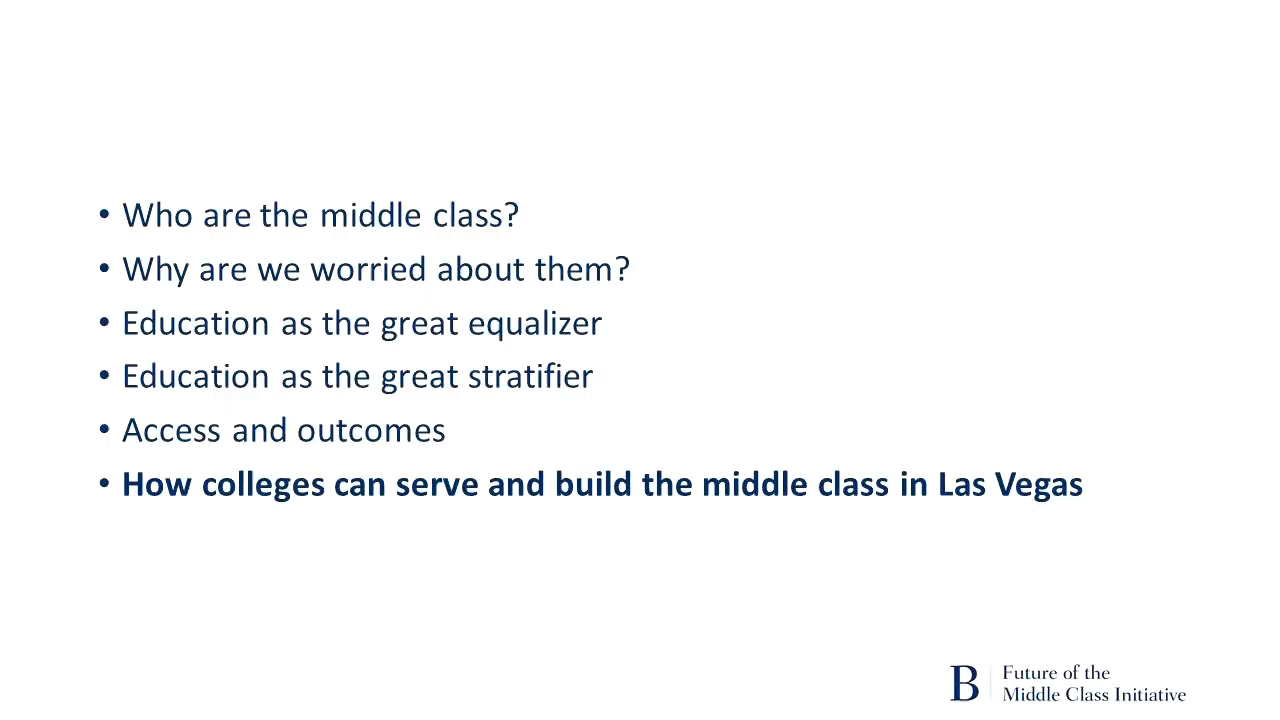 • Who are the middle class?
• Why are we worried about them?
• Education as the great equalizer
• Education as the great stratifier
• Access and outcomes
• How colleges can serve and build the middle class in Las Vegas
B
Future of the
Middle Class Initiative